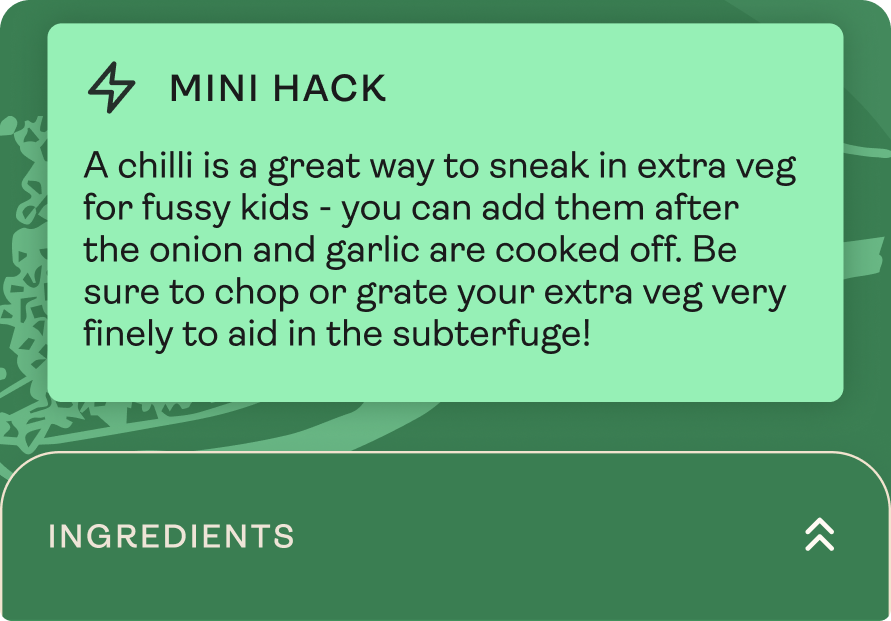 MINI HACK
A chilli is a great way to sneak in extra veg
for fussy kids - you can add them after
the onion and garlic are cooked off. Be
sure to chop or grate your extra veg very
finely to aid in the subterfuge!
INGREDIENTS